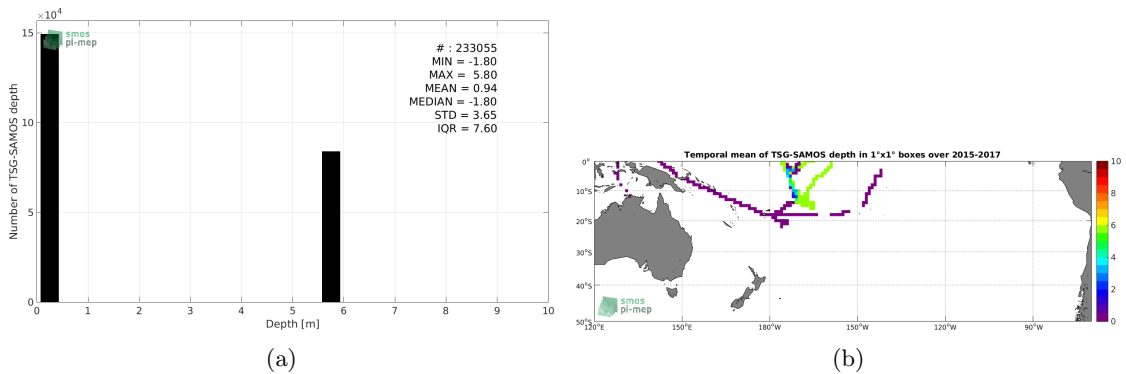 ×10⁴
15
10
5
0
Number of TSG-SAMOS depth
smos
pi-mep
# : 233055
MIN = -1.80
MAX = 5.80
MEAN = 0.94
MEDIAN = -1.80
STD = 3.65
IQR = 7.60
0 1 2 3 4 5 6 7 8 9 10
Depth [m]
(a)
Temporal mean of TSG-SAMOS depth in 1°x1° boxes over 2015-2017
0°
10°S
20°S
30°S
40°S
50°S
120°E 150°E 180°W 150°W 120°W 90°W
smos
pi-mep
10
8
6
4
2
0
(b)